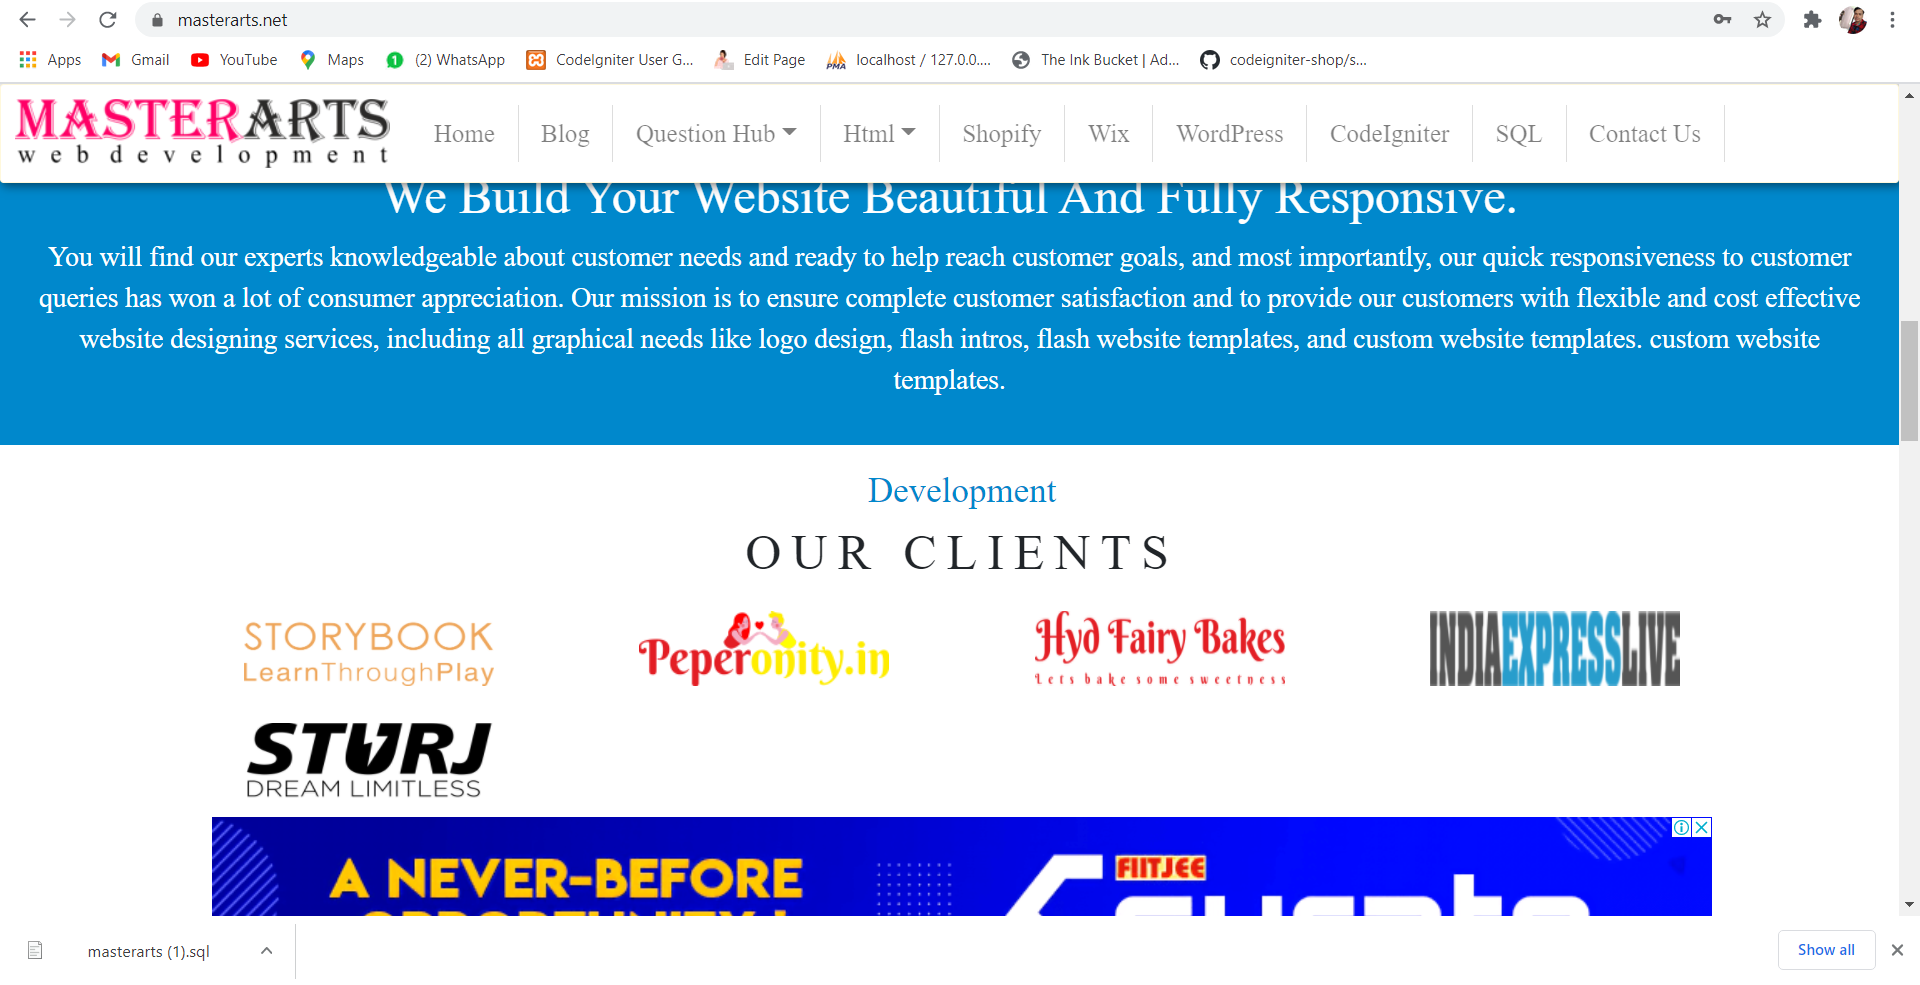 masterarts.net
Apps Gmail YouTube Maps (2) WhatsApp CodeIgniter User G... Edit Page localhost / 127.0.0.... The Ink Bucket | Ad... codeigniter-shop/s...
MASTERARTS
web development
Home Blog Question Hub Html Shopify Wix WordPress CodeIgniter SQL Contact Us
We Build Your Website Beautiful And Fully Responsive.
You will find our experts knowledgeable about customer needs and ready to help reach customer goals, and most importantly, our quick responsiveness to customer
queries has won a lot of consumer appreciation. Our mission is to ensure complete customer satisfaction and to provide our customers with flexible and cost effective
website designing services, including all graphical needs like logo design, flash intros, flash website templates, and custom website templates. custom website
templates.
Development
OUR CLIENTS
STORYBOOK
LearnThroughPlay
Peperonity.in
Hyd Fairy Bakes
Lets bake some sweetness
INDIAEXPRESSLIVE
STURJ
DREAM LIMITLESS
A NEVER-BEFORE
OPPORTUNITY !
FIITJEE
masterarts (1).sql
Show all